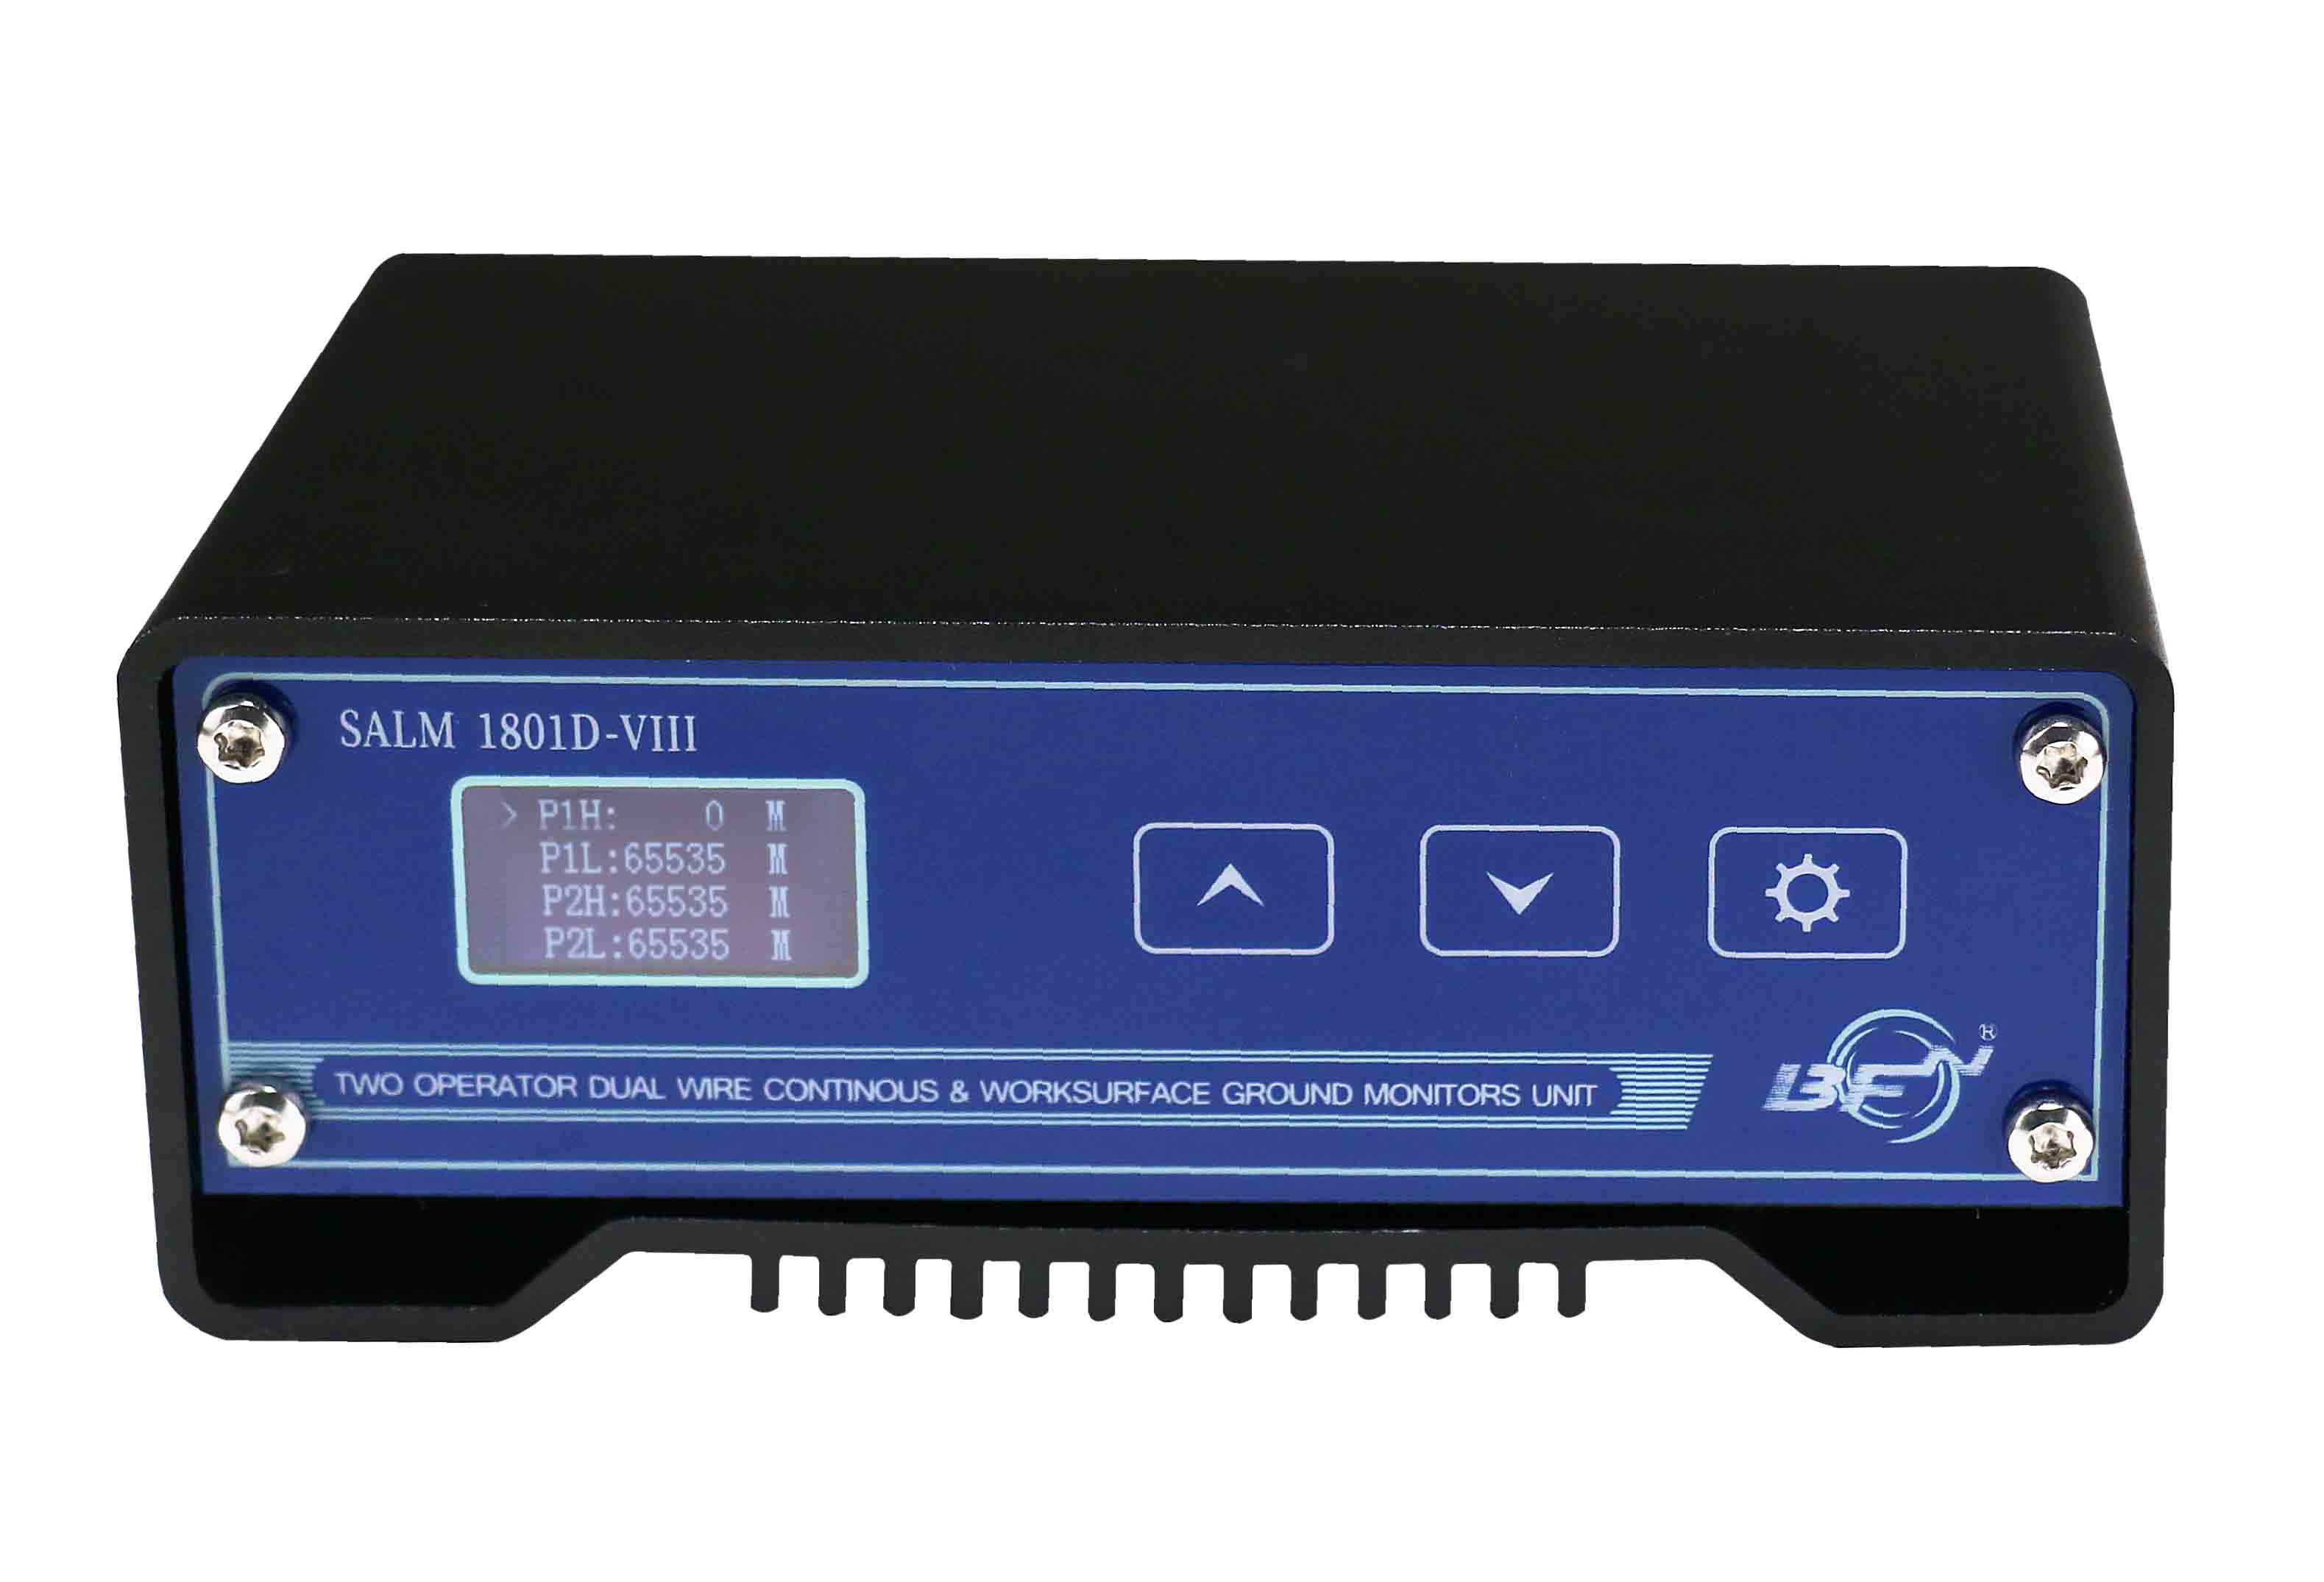 SALM 1801D-VIII
> P1H: 0 M
P1L:65535 M
P2H:65535 M
P2L:65535 M
TWO OPERATOR DUAL WIRE CONTINOUS & WORKSURFACE GROUND MONITORS UNIT
BEN®